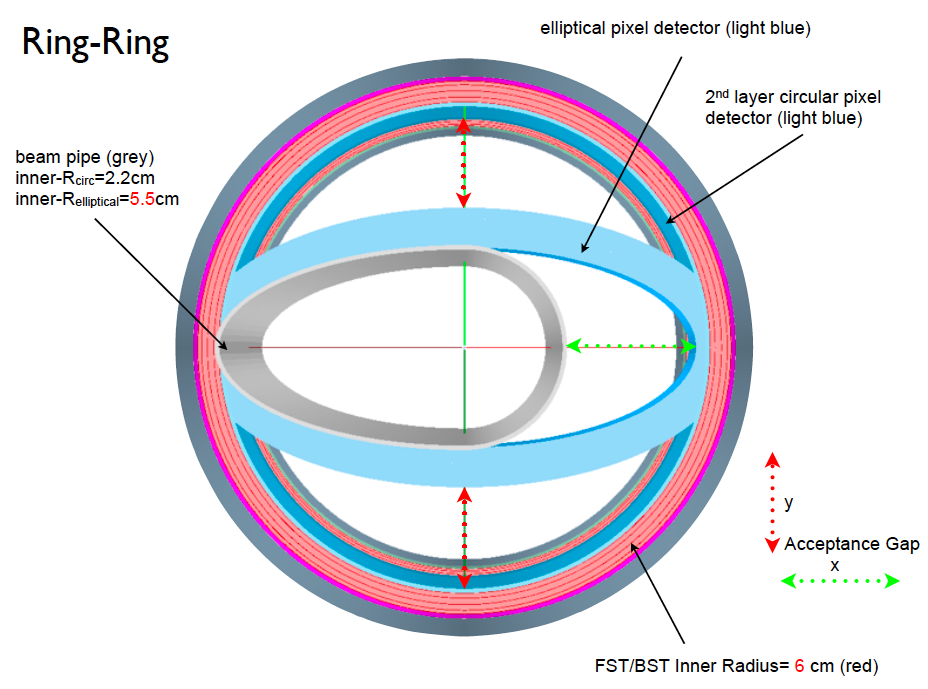 Ring-Ring
elliptical pixel detector (light blue)
2nd layer circular pixel
detector (light blue)
beam pipe (grey)
inner-Rcirc=2.2cm
inner-Relliptical=5.5cm
y
Acceptance Gap
x
FST/BST Inner Radius= 6 cm (red)